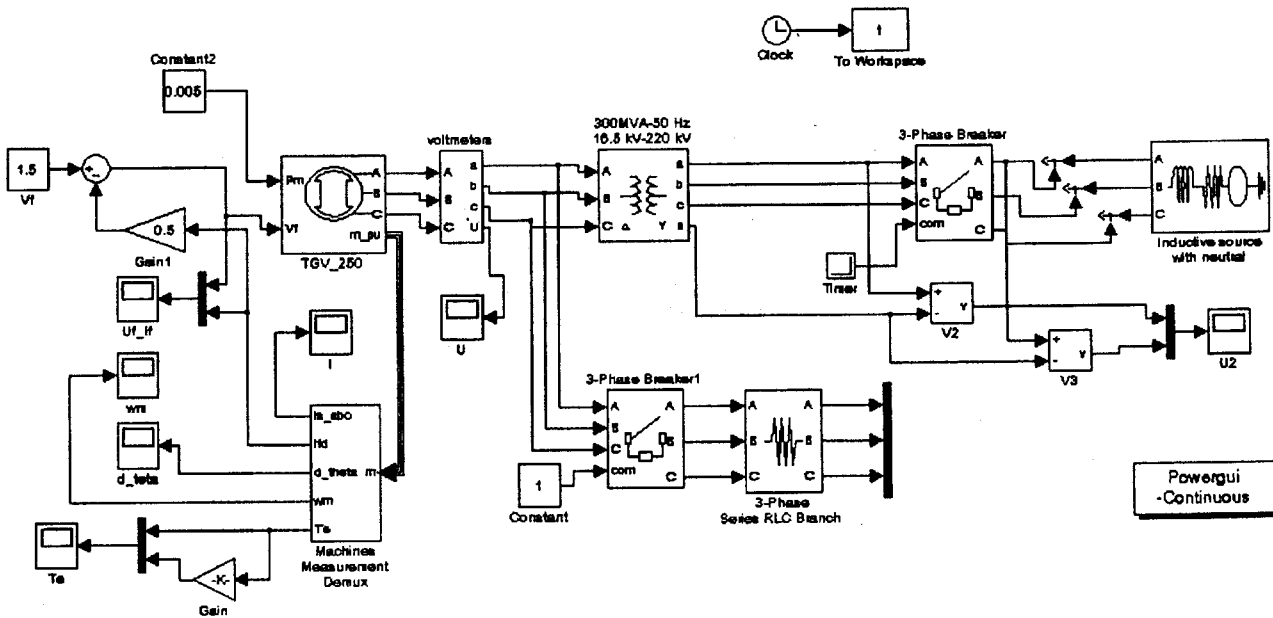 t
Clock
To Workspace
Constant2
0.005
voltmeters
300MVA-50 Hz
16.5 kV-220 kV
3-Phase Breaker
1.5
Vf
Pm
Vf
A
B
C
m_pu
TGV_250
A
B
C
a
b
c
U
A
B
C
Δ
Y
a
b
c
n
A
B
C
com
A
B
C
A
B
C
Inductive source
with neutral
0.5
Gain1
Timer
Uf_If
I
U
+
-
Y
V2
+
-
Y
V3
U2
wm
3-Phase Breaker1
is_abc
ifd
d_theta
wm
Te
m
d_teta
A
B
C
com
A
B
C
A
B
C
A
B
C
1
Constant
3-Phase
Series RLC Branch
Powergui
-Continuous
Te
-K-
Gain
Machines
Measurement
Demux